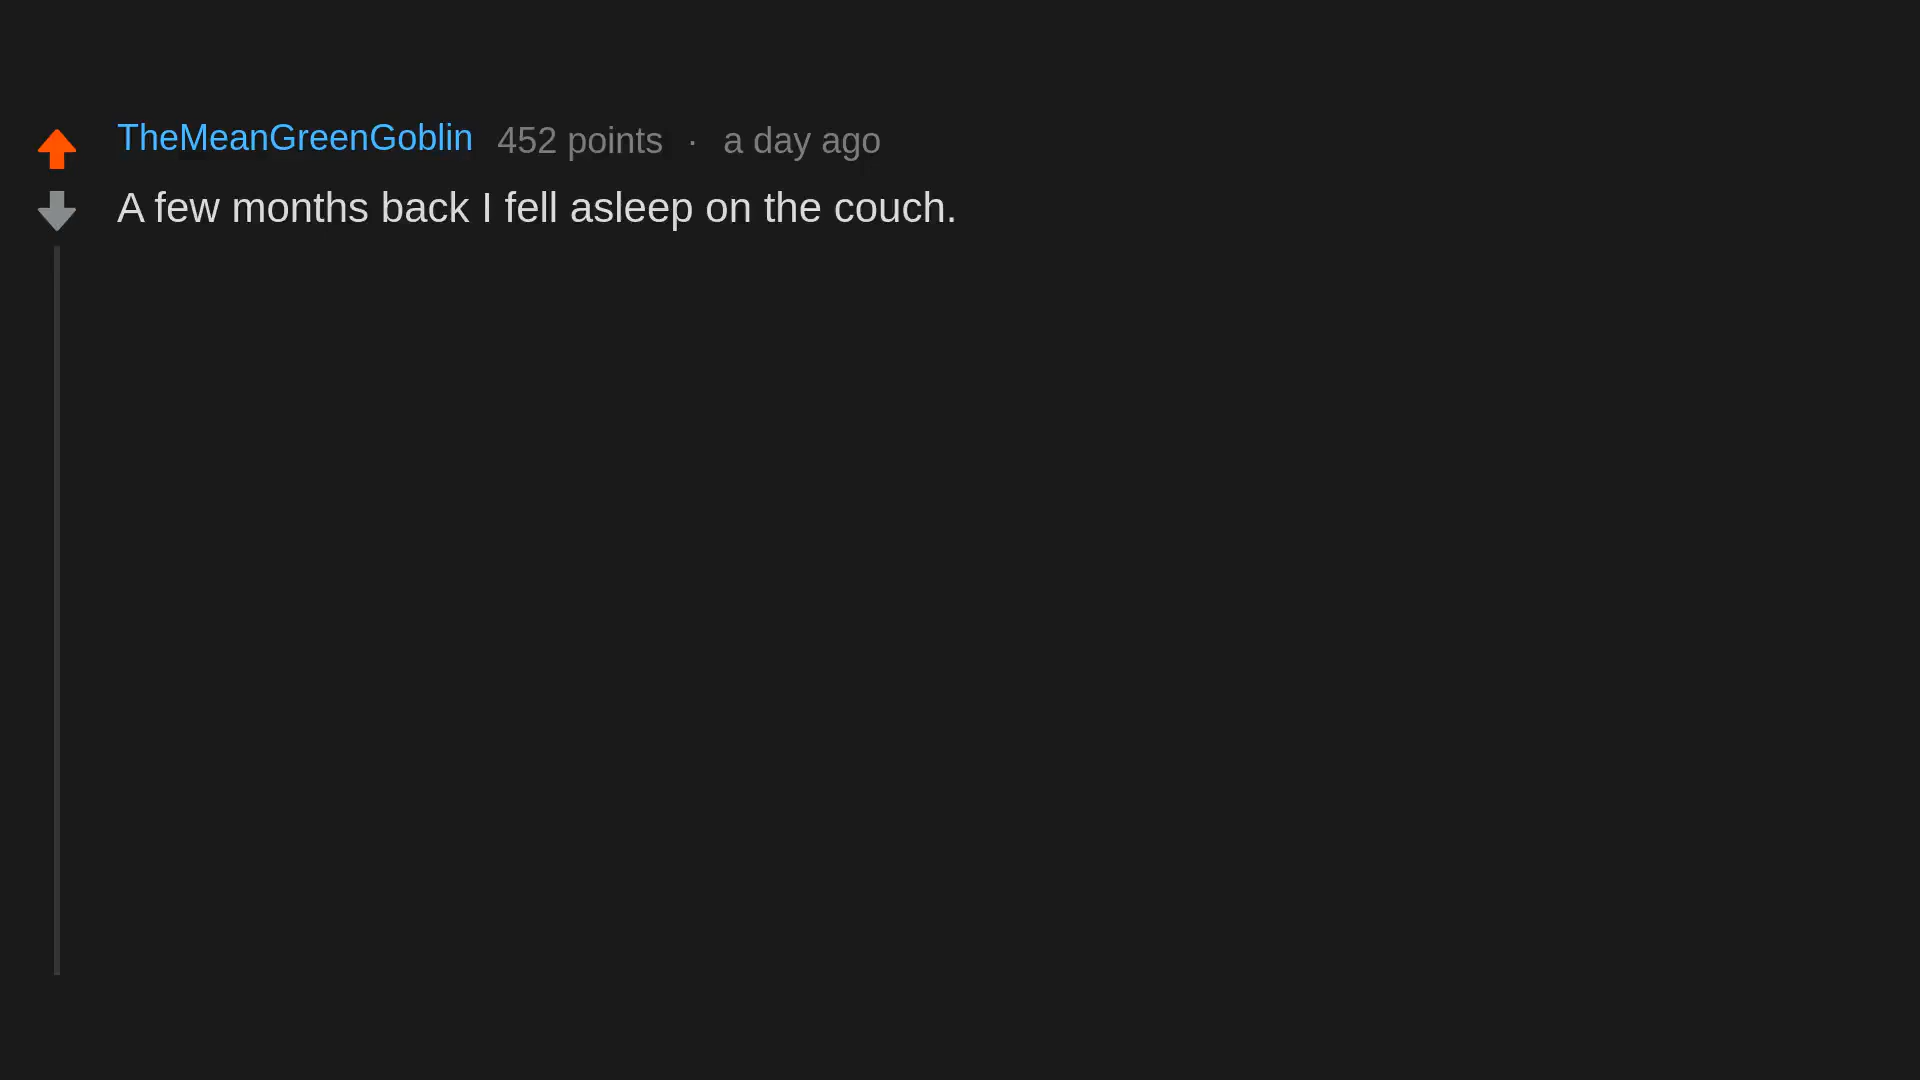 TheMeanGreenGoblin 452 points · a day ago
A few months back I fell asleep on the couch.